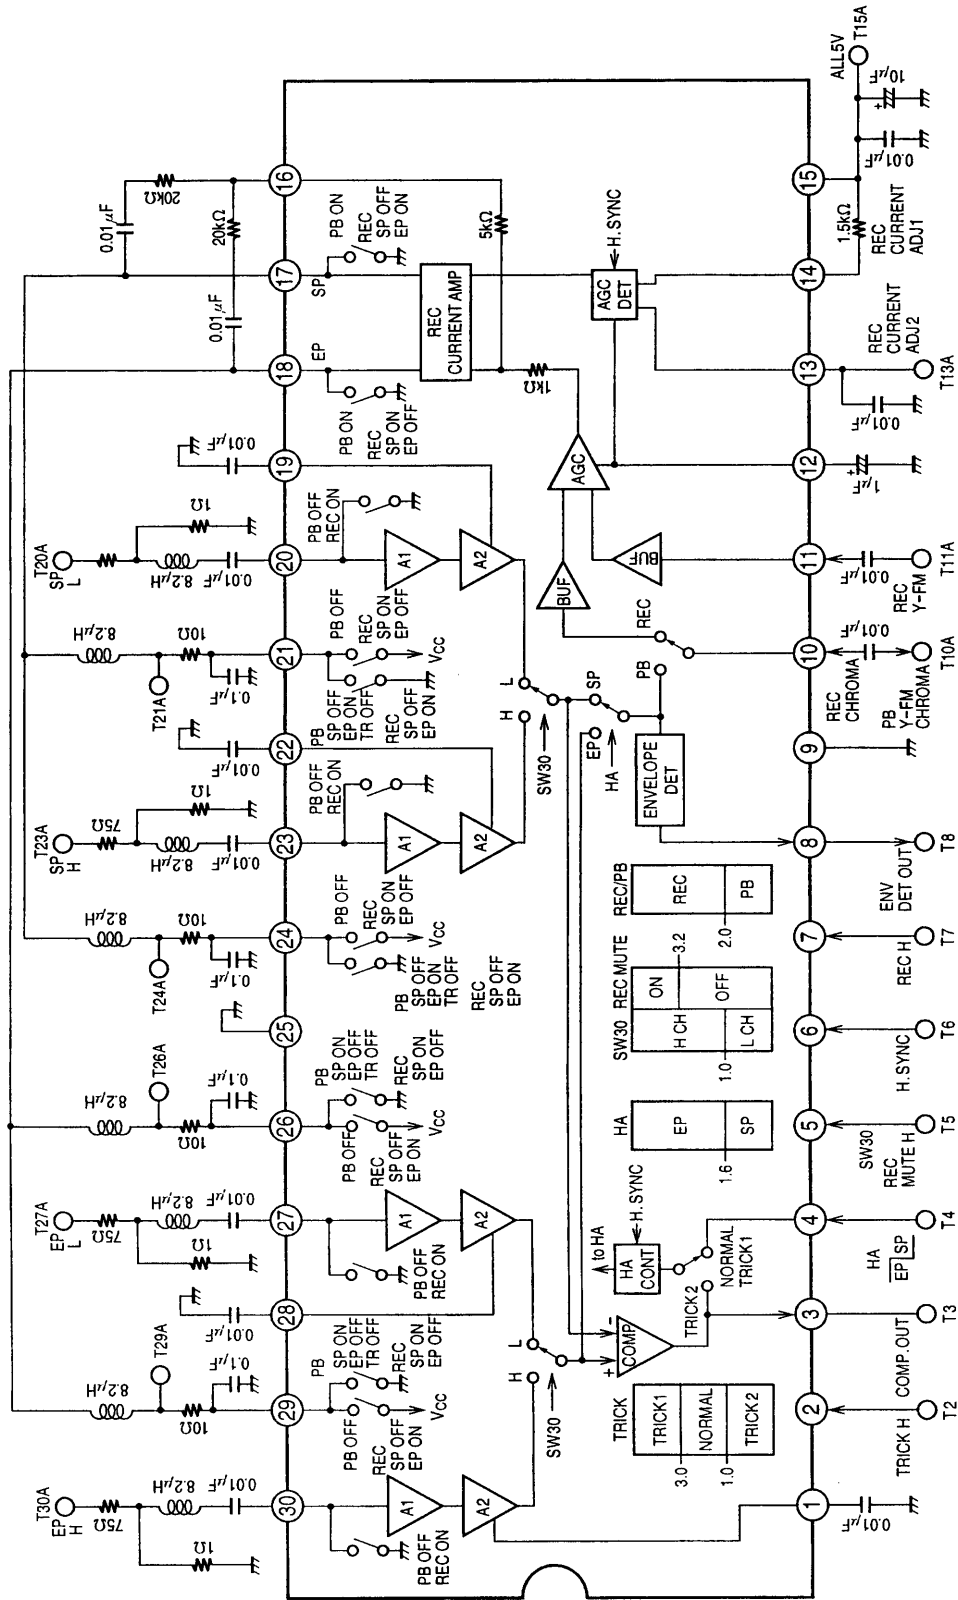 T30A
EP
H
75Ω
1Ω
8.2μH
0.01μF
T29A
8.2μH
10Ω
0.1μF
0.01μF
T27A
EP
L
75Ω
1Ω
8.2μH
0.01μF
T26A
8.2μH
10Ω
0.1μF
T24A
8.2μH
10Ω
0.1μF
T23A
SP
H
75Ω
1Ω
8.2μH
0.01μF
0.01μF
T21A
8.2μH
10Ω
0.1μF
T20A
SP
L
1Ω
8.2μH
0.01μF
0.01μF
0.01μF
20kΩ
0.01μF
20kΩ
30
29
28
27
26
25
24
23
22
21
20
19
18
17
16
PB OFF
REC ON
A1
A2
PB
SP ON
EP OFF
TR OFF
PB OFF
REC
SP OFF
EP ON
VCC
REC
SP ON
EP OFF
PB OFF
REC ON
A1
A2
PB
SP ON
EP OFF
TR OFF
PB OFF
REC
SP OFF
EP ON
VCC
REC
SP ON
EP OFF
PB OFF
REC
SP ON
EP OFF
VCC
PB
SP OFF
EP ON
TR OFF
REC
SP OFF
EP ON
PB OFF
REC ON
A1
A2
PB OFF
REC
SP ON
EP OFF
VCC
PB
SP OFF
EP ON
TR OFF
REC
SP OFF
EP ON
PB OFF
REC ON
A1
A2
EP
PB ON
REC
SP ON
EP OFF
SP
PB ON
REC
SP OFF
EP ON
REC
CURRENT AMP
5kΩ
1kΩ
H
L
SW30
H
L
SW30
EP
SP
HA
AGC
BUF
BUF
AGC
DET
H.SYNC
REC
PB
ENVELOPE
DET
COMP
+
-
TRICK2
NORMAL
TRICK1
HA
CONT
to HA
H.SYNC
TRICK
TRICK1
NORMAL
TRICK2
3.0
1.0
HA
EP
SP
1.6
SW30
REC MUTE
H CH
L CH
ON
OFF
1.0
3.2
REC/PB
REC
PB
2.0
1
2
3
4
5
6
7
8
9
10
11
12
13
14
15
0.01μF
TRICK H
T2
COMP.OUT
T3
HA
EP SP
T4
SW30
REC
MUTE H
T5
H.SYNC
T6
REC H
T7
ENV
DET OUT
T8
REC
CHROMA
PB
Y-FM
CHROMA
0.01μF
T10A
REC
Y-FM
0.01μF
T11A
1μF
+
0.01μF
REC
CURRENT
ADJ2
T13A
1.5kΩ
REC
CURRENT
ADJ1
0.01μF
10μF
+
ALL5V
T15A